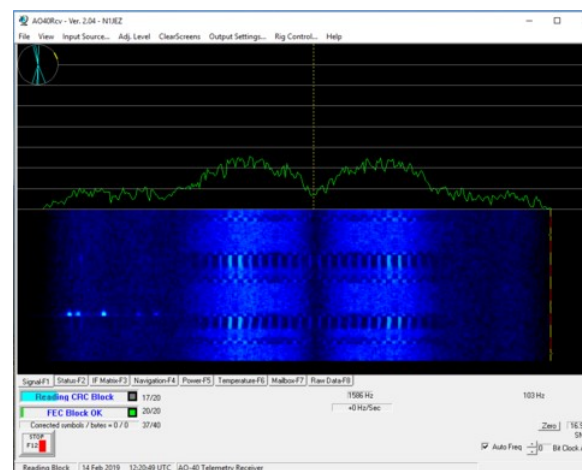 AO40Rcv - Ver. 2.04 - N1JEZ
File View Input Source... Adj. Level ClearScreens Output Settings... Rig Control... Help
Signal-F1 Status-F2 IF Matrix-F3 Navigation-F4 Power-F5 Temperature-F6 Mailbox-F7 Raw Data-F8
Reading CRC Block 17/20 1586 Hz 103 Hz
FEC Block OK 20/20 +0 Hz/Sec
Corrected symbols / bytes = 0 / 0 37/40 Zero 16.5
STOP
F12
Auto Freq 0 Bit Clock
Reading Block 14 Feb 2019 12:20:49 UTC AO-40 Telemetry Receiver